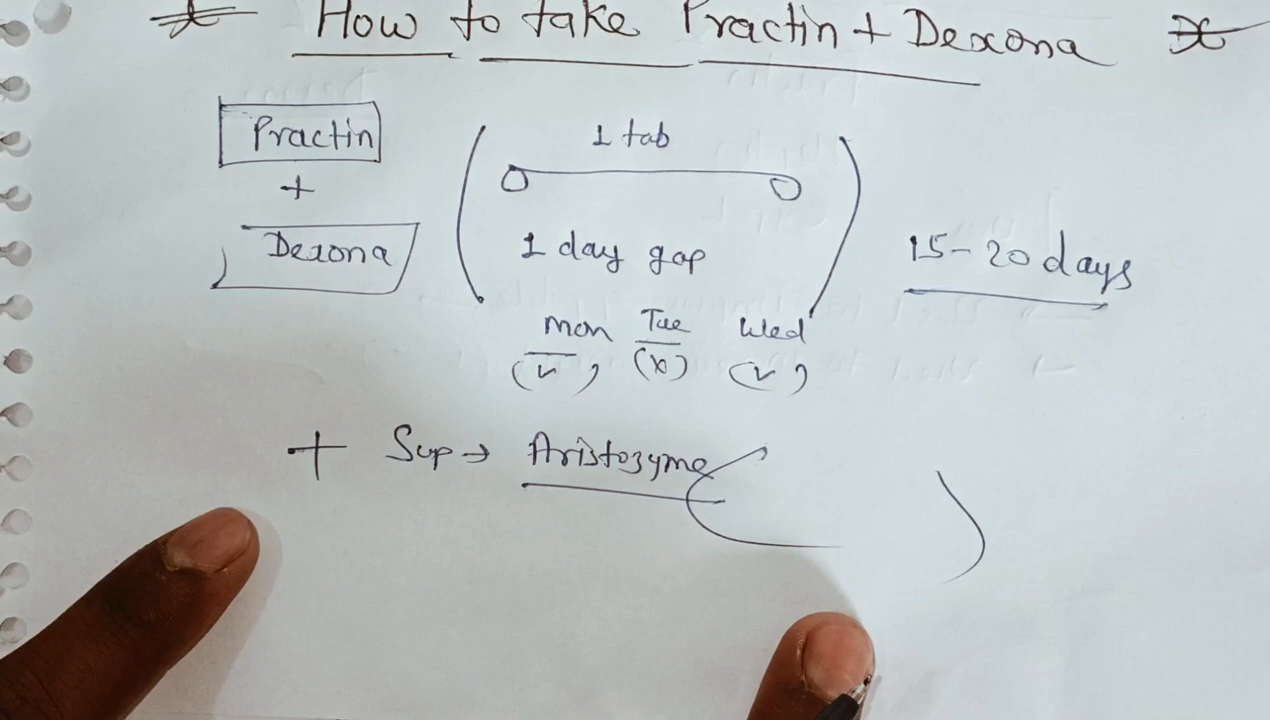 How to take Practin + Dexona
Practin
+
Dexona
1 tab
1 day gap
15-20 days
Mon Tue Wed
(✓) (x) (✓)
+ Syp → Aristozyme